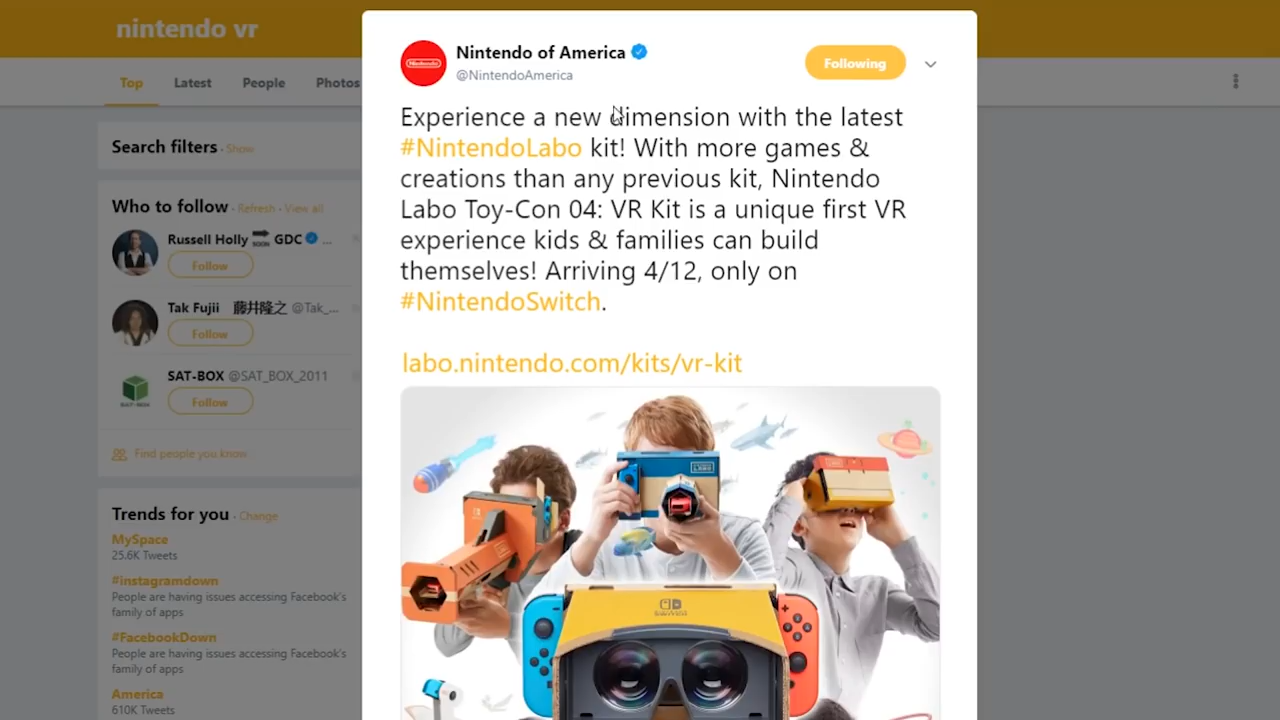 nintendo vr
Top
Latest
People
Photos
Search filters · Show
Who to follow · Refresh · View all
Russell Holly SOON GDC ...
Follow
Tak Fujii 藤井隆之 @Tak_...
Follow
SAT-BOX @SAT_BOX_2011
Follow
Find people you know
Trends for you · Change
MySpace
25.6K Tweets
#instagramdown
People are having issues accessing Facebook's
family of apps
#FacebookDown
People are having issues accessing Facebook's
family of apps
America
610K Tweets
Nintendo
Nintendo of America
@NintendoAmerica
Following
Experience a new dimension with the latest
#NintendoLabo kit! With more games &
creations than any previous kit, Nintendo
Labo Toy-Con 04: VR Kit is a unique first VR
experience kids & families can build
themselves! Arriving 4/12, only on
#NintendoSwitch.
labo.nintendo.com/kits/vr-kit
NINTENDO
SWITCH